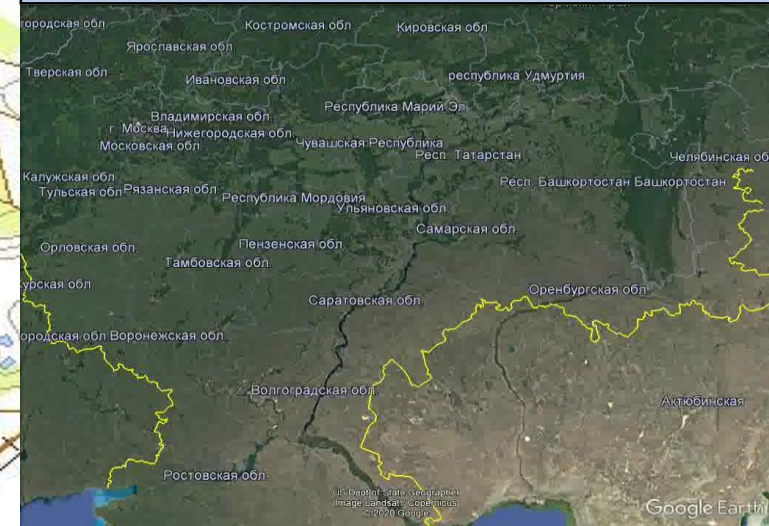 ородская обл.
Костромская обл.
Кировская обл.
Ярославская обл.
Тверская обл.
Ивановская обл.
республика Удмуртия
Республика Марий Эл
Владимирская обл.
г. Москва
Нижегородская обл.
Московская обл.
Чувашская Республика
Респ. Татарстан
Челябинская об
Калужская обл.
Тульская обл.
Рязанская обл.
Республика Мордовия
Респ. Башкортостан Башкортостан
Ульяновская обл.
Самарская обл.
Орловская обл.
Пензенская обл.
Тамбовская обл.
урская обл.
Саратовская обл.
Оренбургская обл.
ородская обл.
Воронежская обл.
Волгоградская обл.
Актюбинская
Ростовская обл.
US Dept of State Geographer
Image Landsat / Copernicus
© 2020 Google
Google Earth